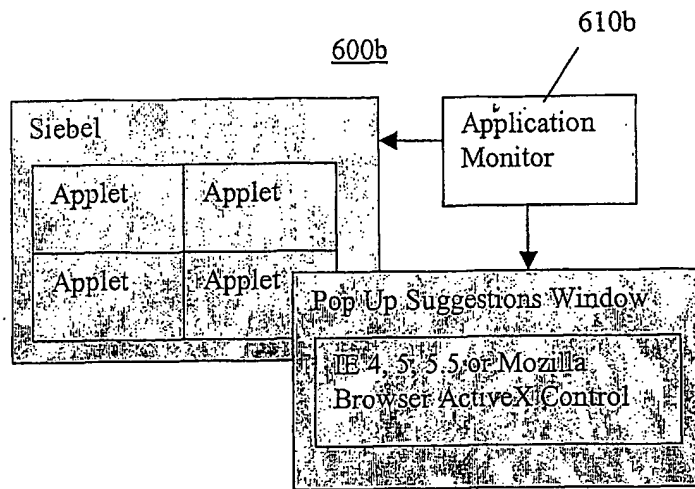 610b
600b
Siebel
Application
Monitor
Applet
Applet
Applet
Applet
Pop Up Suggestions Window
IE 4, 5, 5.5 or Mozilla
Browser ActiveX Control